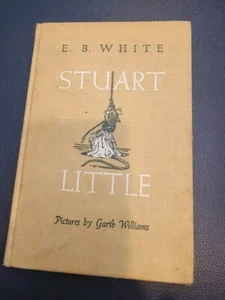 E. B. WHITE
STUART
LITTLE
Pictures by Garth Williams